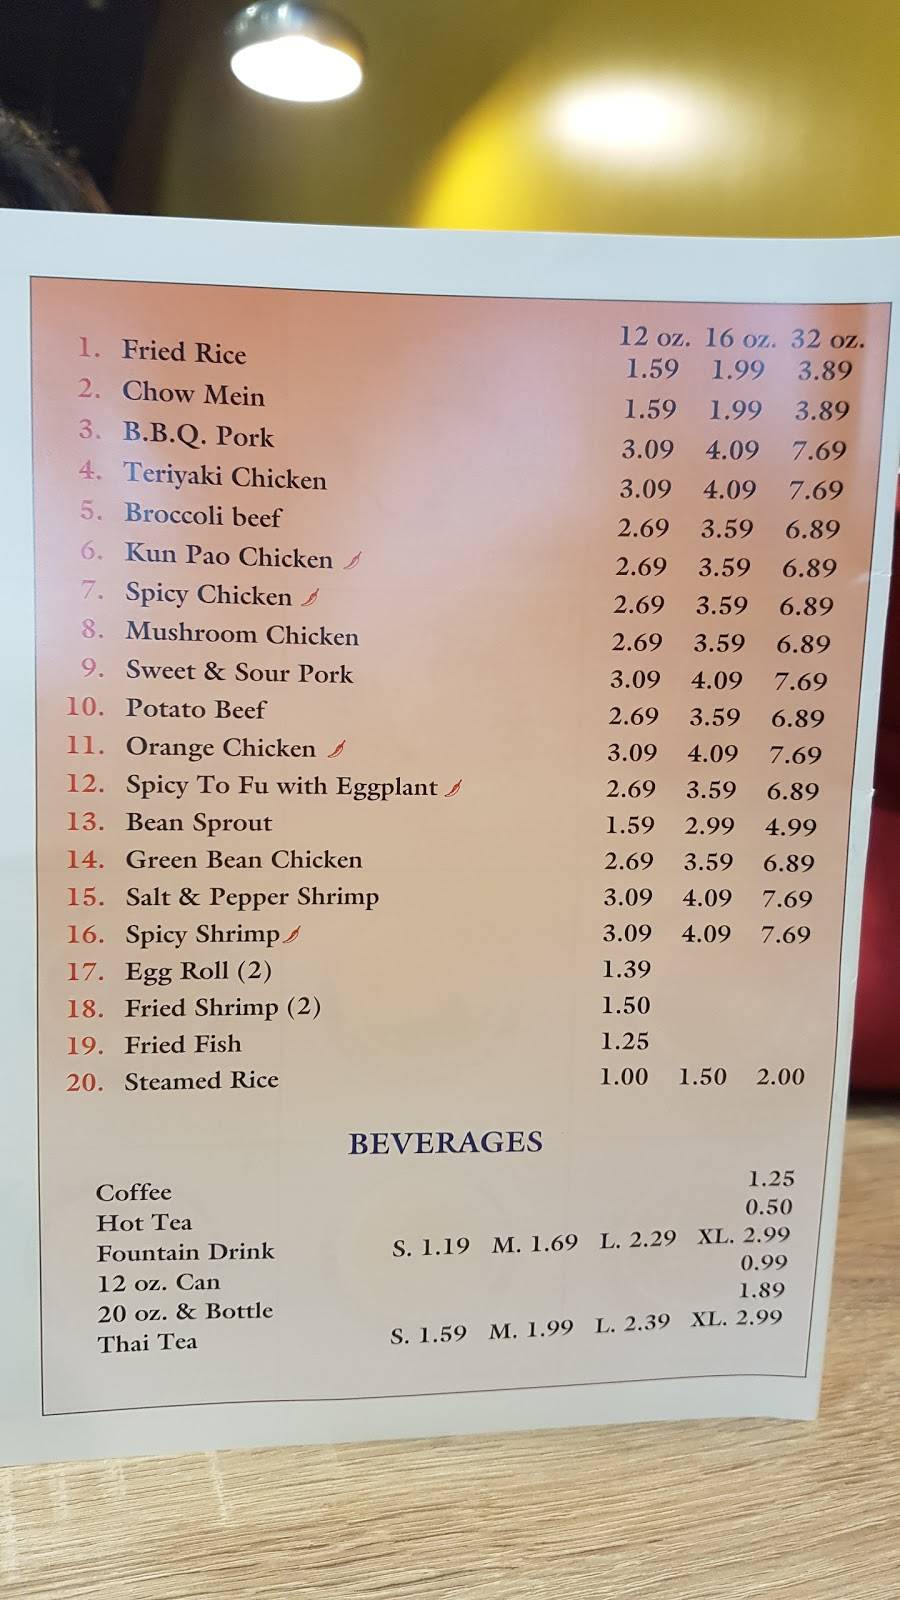 12 oz. 16 oz. 32 oz.
1. Fried Rice 1.59 1.99 3.89
2. Chow Mein 1.59 1.99 3.89
3. B.B.Q. Pork 3.09 4.09 7.69
4. Teriyaki Chicken 3.09 4.09 7.69
5. Broccoli beef 2.69 3.59 6.89
6. Kun Pao Chicken 2.69 3.59 6.89
7. Spicy Chicken 2.69 3.59 6.89
8. Mushroom Chicken 2.69 3.59 6.89
9. Sweet & Sour Pork 3.09 4.09 7.69
10. Potato Beef 2.69 3.59 6.89
11. Orange Chicken 3.09 4.09 7.69
12. Spicy To Fu with Eggplant 2.69 3.59 6.89
13. Bean Sprout 1.59 2.99 4.99
14. Green Bean Chicken 2.69 3.59 6.89
15. Salt & Pepper Shrimp 3.09 4.09 7.69
16. Spicy Shrimp 3.09 4.09 7.69
17. Egg Roll (2) 1.39
18. Fried Shrimp (2) 1.50
19. Fried Fish 1.25
20. Steamed Rice 1.00 1.50 2.00
BEVERAGES
Coffee 1.25
Hot Tea 0.50
Fountain Drink S. 1.19 M. 1.69 L. 2.29 XL. 2.99
12 oz. Can 0.99
20 oz. & Bottle 1.89
Thai Tea S. 1.59 M. 1.99 L. 2.39 XL. 2.99